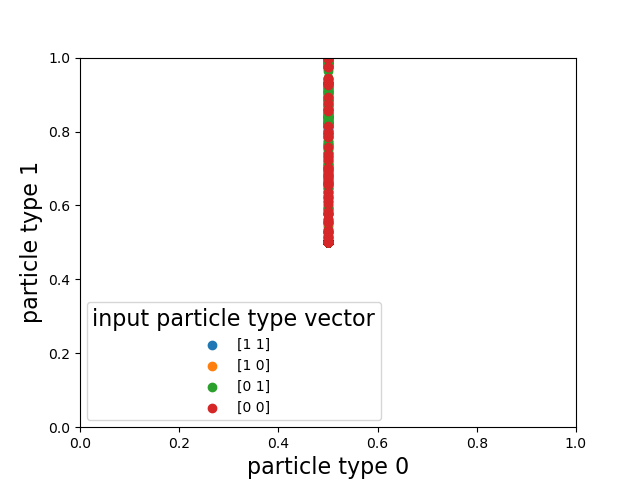 1.0
0.8
0.6
0.4
0.2
0.0
particle type 1
input particle type vector
[1 1]
[1 0]
[0 1]
[0 0]
0.0 0.2 0.4 0.6 0.8 1.0
particle type 0